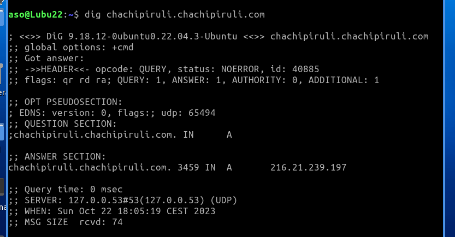 aso@Lubu22:~$ dig chachipiruli.chachipiruli.com
; <<>> DiG 9.18.12-0ubuntu0.22.04.3-Ubuntu <<>> chachipiruli.chachipiruli.com
;; global options: +cmd
;; Got answer:
;; ->>HEADER<<- opcode: QUERY, status: NOERROR, id: 40885
;; flags: qr rd ra; QUERY: 1, ANSWER: 1, AUTHORITY: 0, ADDITIONAL: 1
;; OPT PSEUDOSECTION:
; EDNS: version: 0, flags:; udp: 65494
;; QUESTION SECTION:
;chachipiruli.chachipiruli.com. IN A
;; ANSWER SECTION:
chachipiruli.chachipiruli.com. 3459 IN A 216.21.239.197
;; Query time: 0 msec
;; SERVER: 127.0.0.53#53(127.0.0.53) (UDP)
;; WHEN: Sun Oct 22 18:05:19 CEST 2023
;; MSG SIZE rcvd: 74